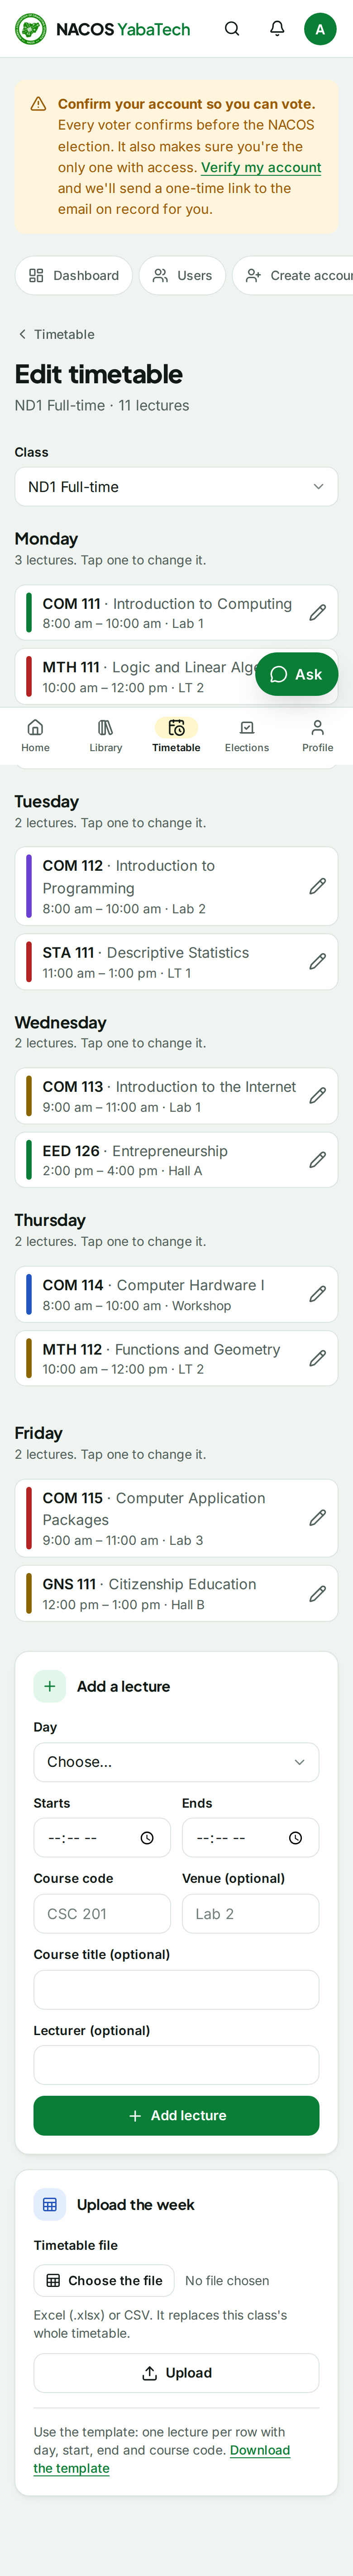 NACOS YabaTech
A
Confirm your account so you can vote.
Every voter confirms before the NACOS
election. It also makes sure you're the
only one with access. Verify my account
and we'll send a one-time link to the
email on record for you.
Dashboard
Users
Create accour
Timetable
Edit timetable
ND1 Full-time · 11 lectures
Class
ND1 Full-time
Monday
3 lectures. Tap one to change it.
COM 111 · Introduction to Computing
8:00 am – 10:00 am · Lab 1
MTH 111 · Logic and Linear Alge
10:00 am – 12:00 pm · LT 2
Ask
Home
Library
Timetable
Elections
Profile
Tuesday
2 lectures. Tap one to change it.
COM 112 · Introduction to
Programming
8:00 am – 10:00 am · Lab 2
STA 111 · Descriptive Statistics
11:00 am – 1:00 pm · LT 1
Wednesday
2 lectures. Tap one to change it.
COM 113 · Introduction to the Internet
9:00 am – 11:00 am · Lab 1
EED 126 · Entrepreneurship
2:00 pm – 4:00 pm · Hall A
Thursday
2 lectures. Tap one to change it.
COM 114 · Computer Hardware I
8:00 am – 10:00 am · Workshop
MTH 112 · Functions and Geometry
10:00 am – 12:00 pm · LT 2
Friday
2 lectures. Tap one to change it.
COM 115 · Computer Application
Packages
9:00 am – 11:00 am · Lab 3
GNS 111 · Citizenship Education
12:00 pm – 1:00 pm · Hall B
Add a lecture
Day
Choose...
Starts
Ends
--:-- --
--:-- --
Course code
Venue (optional)
CSC 201
Lab 2
Course title (optional)
Lecturer (optional)
Add lecture
Upload the week
Timetable file
Choose the file
No file chosen
Excel (.xlsx) or CSV. It replaces this class's
whole timetable.
Upload
Use the template: one lecture per row with
day, start, end and course code. Download
the template